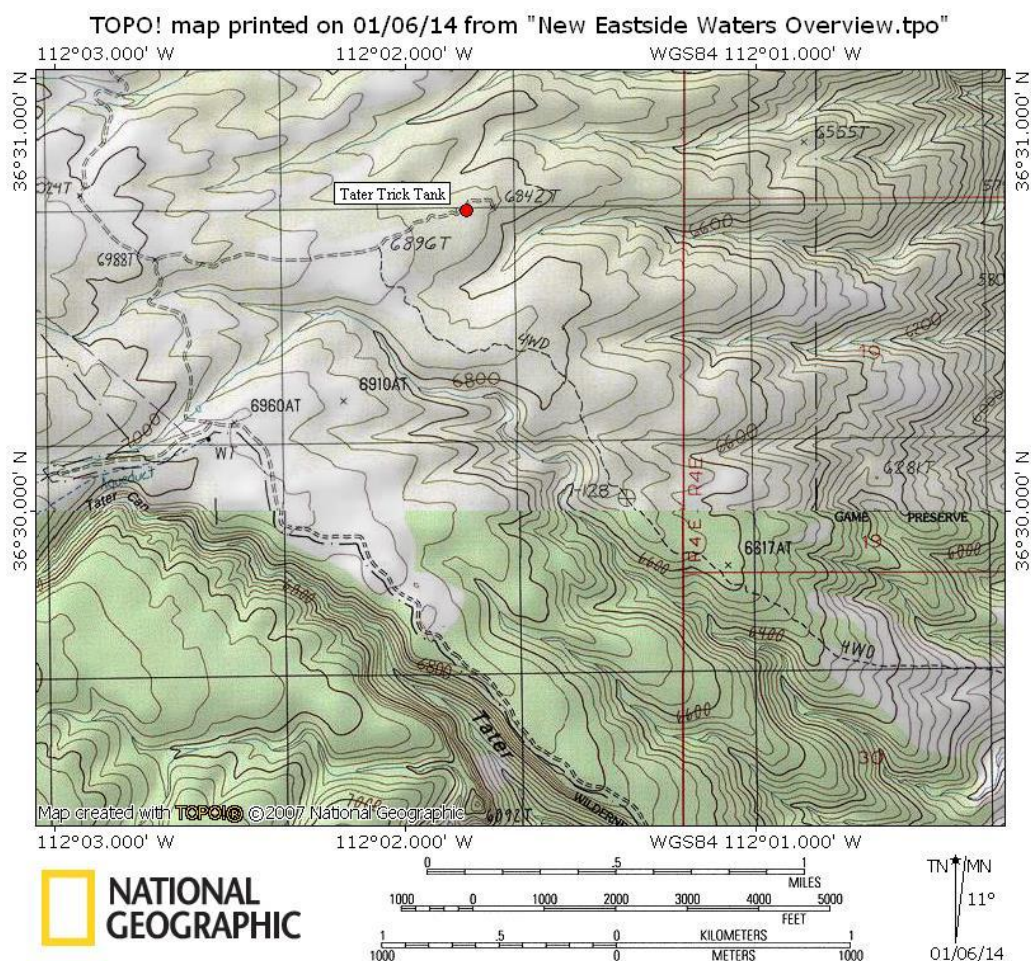 TOPO! map printed on 01/06/14 from "New Eastside Waters Overview.tpo"
112°03.000' W 112°02.000' W WGS84 112°01.000' W
36°31.000' N
36°31.000' N
6555T
Tater Trick Tank
6842T
6896T
6600
6988T
4WD
6200
19
6910AT
6800
7000
6960AT
W T
6600
Aqueduct
Tater Can
T-128
R4E R4E
6281T
36°30.000' N
36°30.000' N
GAME PRESERVE
6617AT
19
6600
6000
6800
6400
4WD
6800
6600
Tater
30
7000
6092T
WILDERNE
Map created with TOPO!® ©2007 National Geographic
112°03.000' W 112°02.000' W WGS84 112°01.000' W
NATIONAL
GEOGRAPHIC
0 .5 1
MILES
1000 0 1000 2000 3000 4000 5000
FEET
1 .5 0 KILOMETERS 1
1000 0 METERS 1000
TN MN
11°
01/06/14